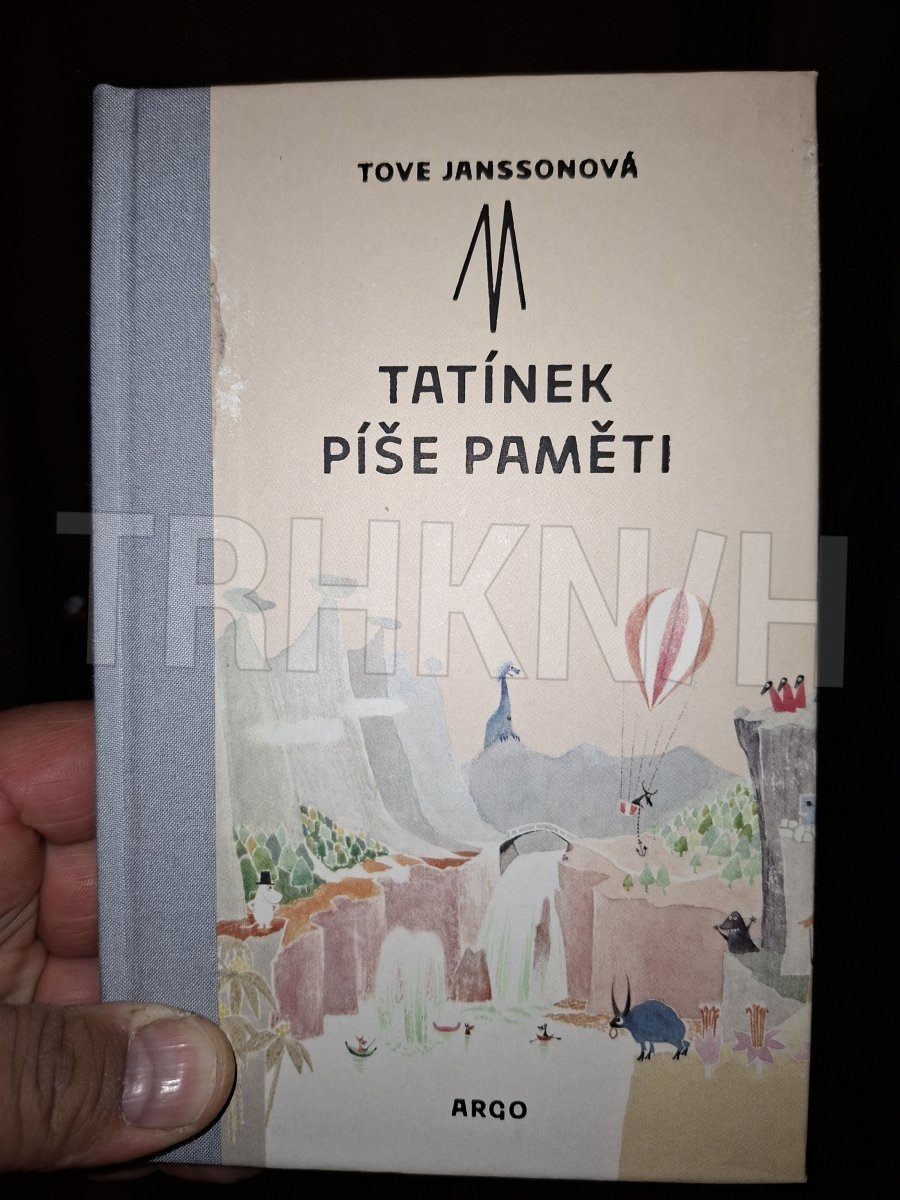 TOVE JANSSONOVÁ
TATÍNEK
PÍŠE PAMĚTI
TRHKNIH
ARGO